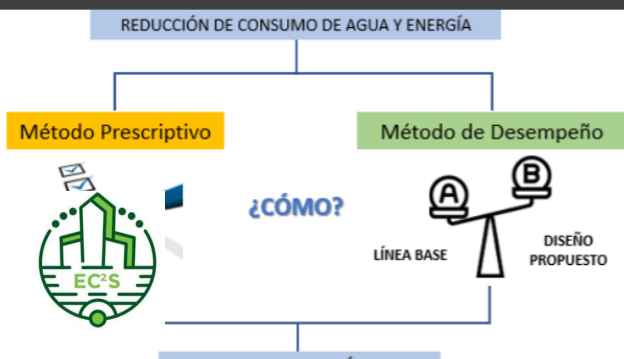 REDUCCIÓN DE CONSUMO DE AGUA Y ENERGÍA
Método Prescriptivo
Método de Desempeño
¿CÓMO?
A
B
LÍNEA BASE
DISEÑO
PROPUESTO
EC²S